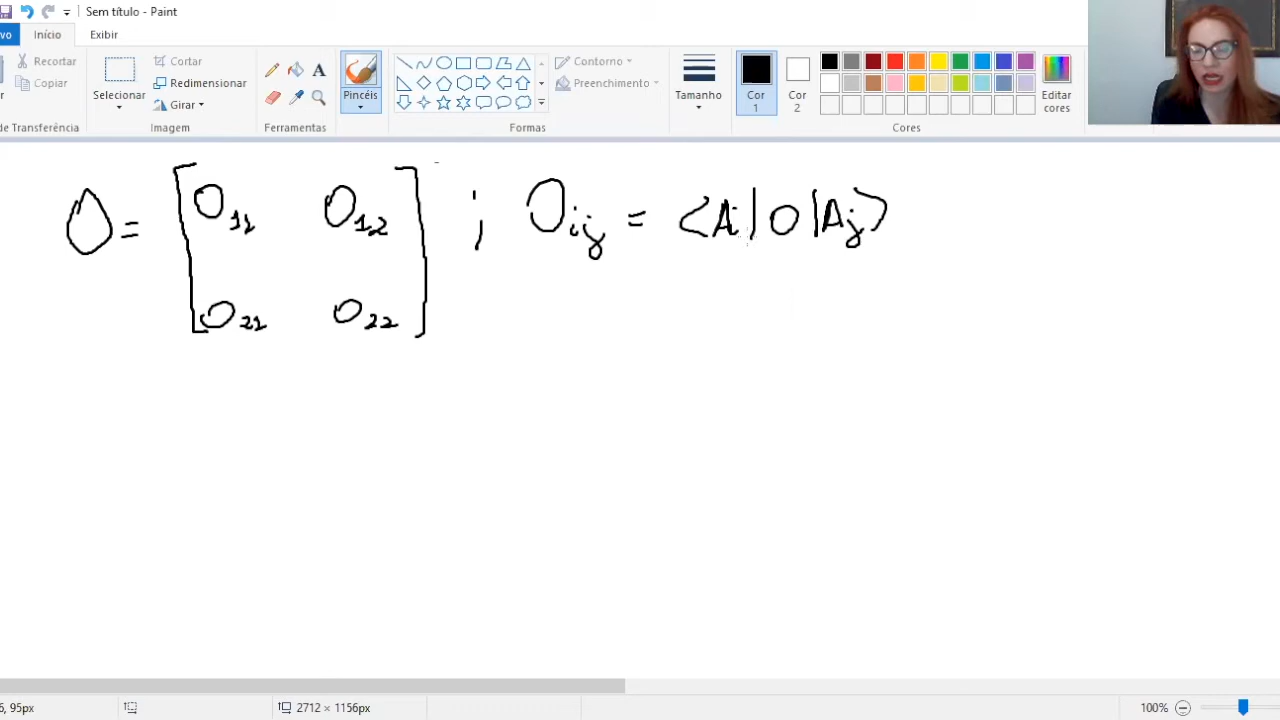 Sem título - Paint
vo Início Exibir
Recortar
Copiar
de Transferência
Selecionar
Cortar
Redimensionar
Girar
Imagem
Ferramentas
Pincéis
Contorno
Preenchimento
Formas
Tamanho
Cor
1
Cor
2
Editar
cores
Cores
O = [ O11 O12 ; Oij = <Ai|O|Aj>
O21 O22 ]
6, 95px 2712 × 1156px 100%